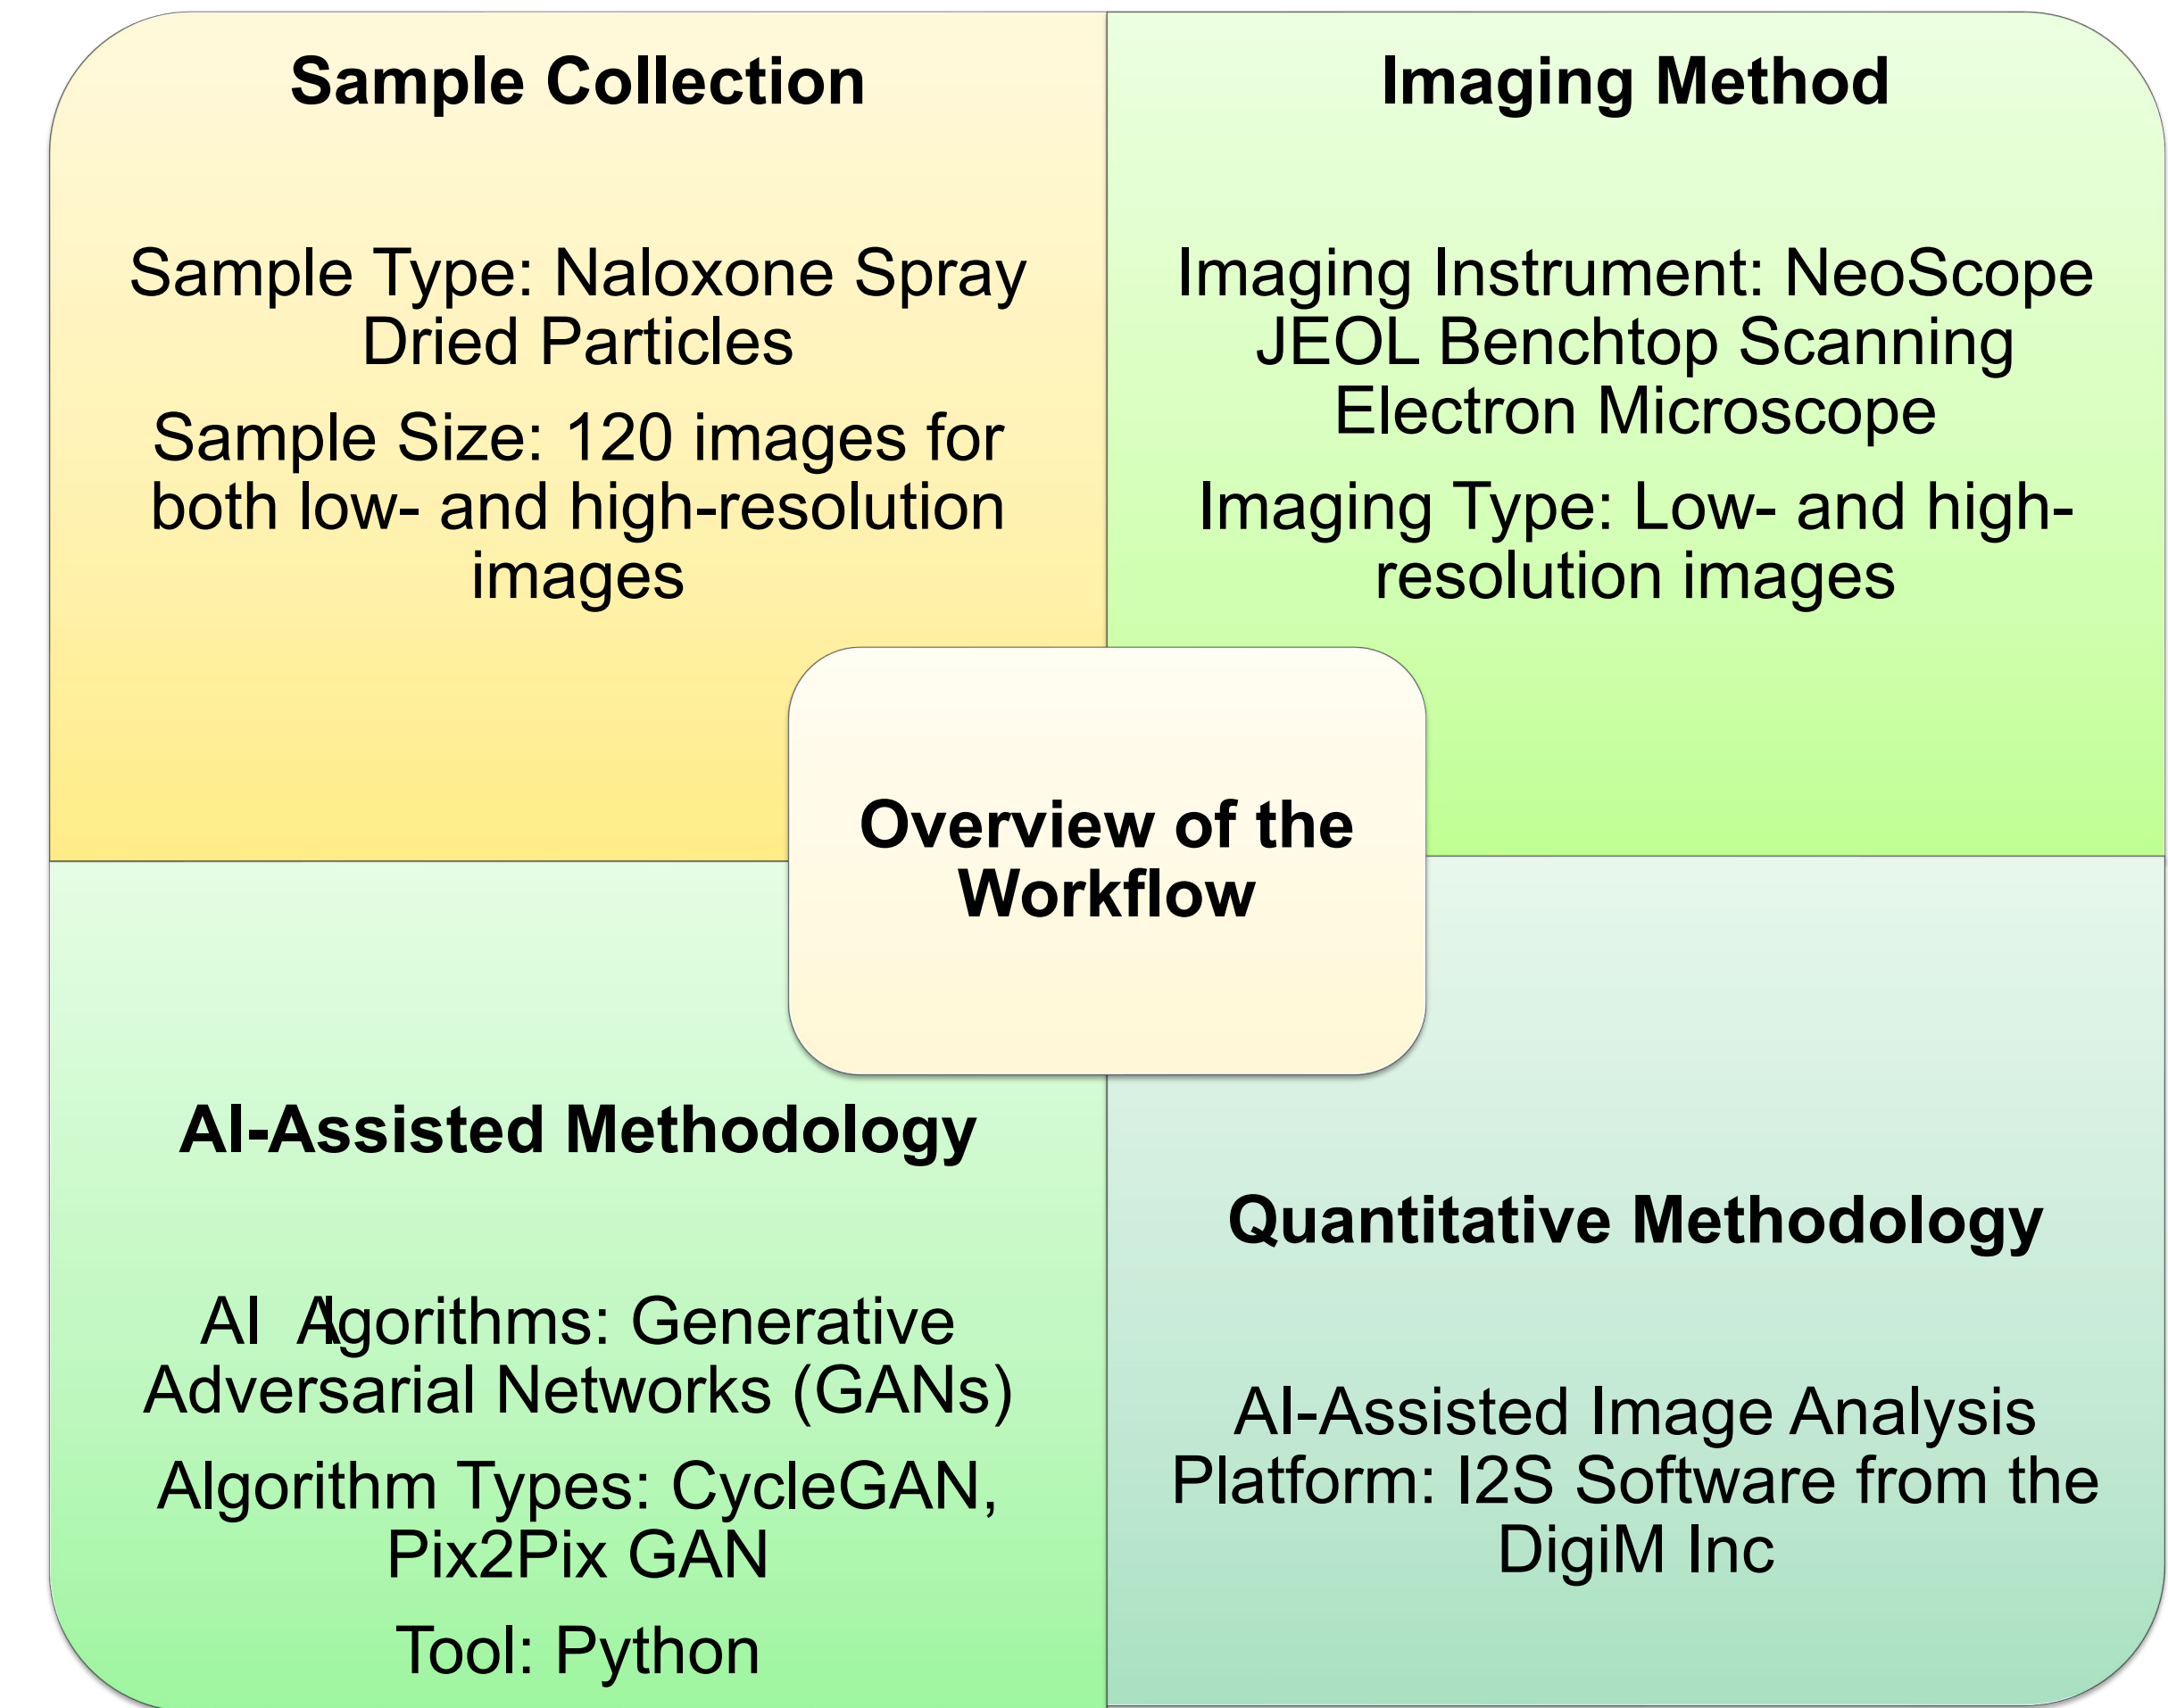 Sample Collection
Sample Type: Naloxone Spray
Dried Particles
Sample Size: 120 images for
both low- and high-resolution
images
Imaging Method
Imaging Instrument: NeoScope
JEOL Benchtop Scanning
Electron Microscope
Imaging Type: Low- and high-
resolution images
Overview of the
Workflow
AI-Assisted Methodology
AI Algorithms: Generative
Adversarial Networks (GANs)
Algorithm Types: CycleGAN,
Pix2Pix GAN
Tool: Python
Quantitative Methodology
AI-Assisted Image Analysis
Platform: I2S Software from the
DigiM Inc